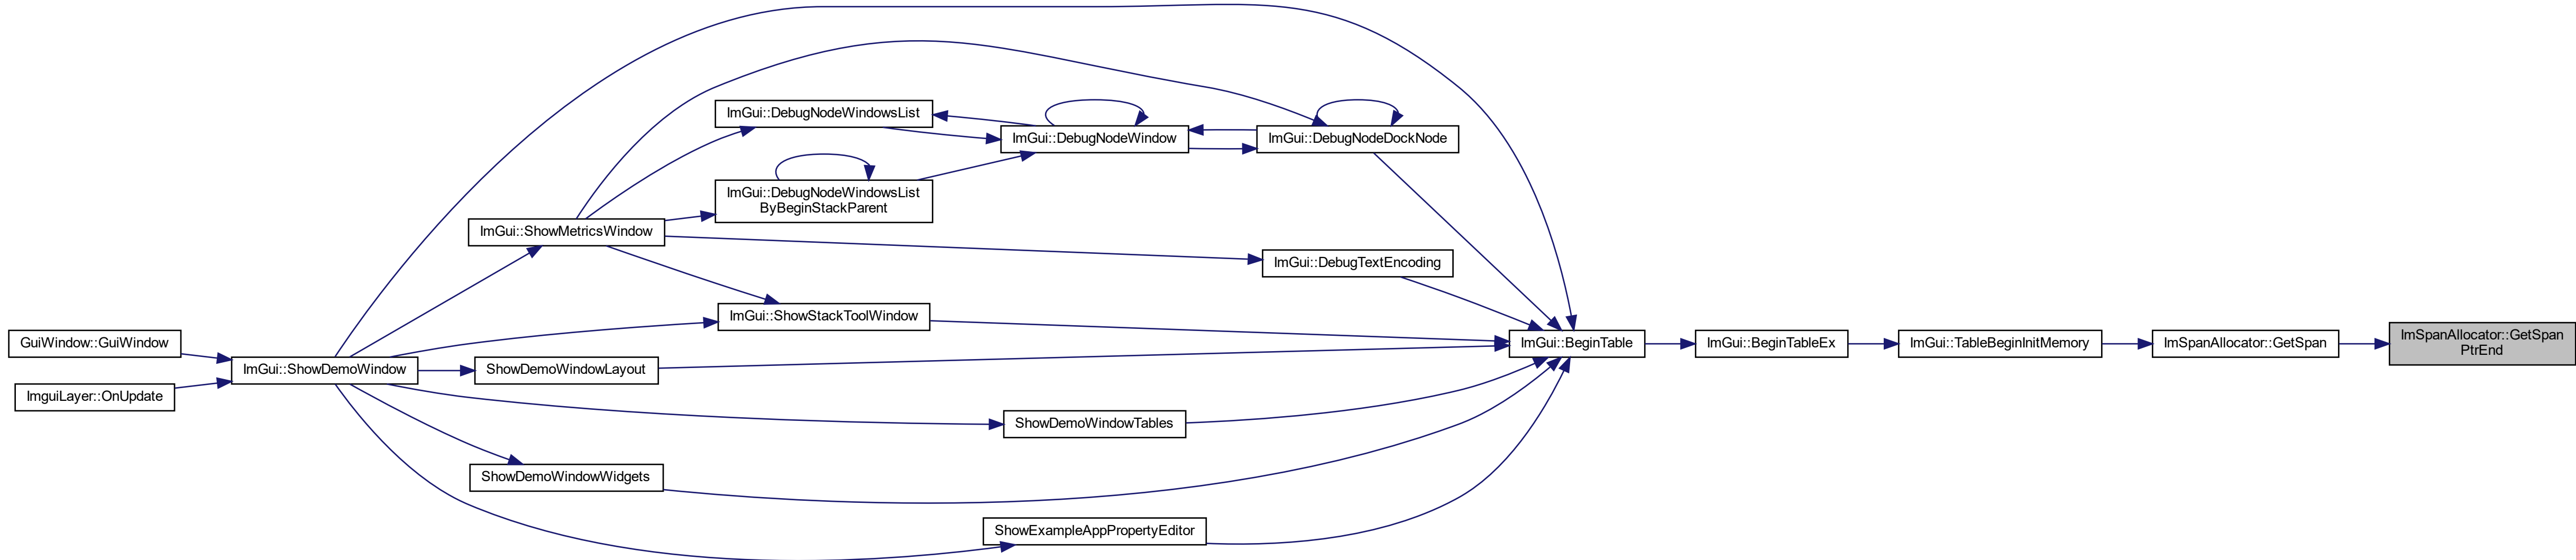 ImGui::DebugNodeWindowsList
ImGui::DebugNodeWindow
ImGui::DebugNodeDockNode
ImGui::DebugNodeWindowsList
ByBeginStackParent
ImGui::ShowMetricsWindow
ImGui::DebugTextEncoding
ImGui::ShowStackToolWindow
GuiWindow::GuiWindow
ImGui::ShowDemoWindow
ImguiLayer::OnUpdate
ShowDemoWindowLayout
ImGui::BeginTable
ImGui::BeginTableEx
ImGui::TableBeginInitMemory
ImSpanAllocator::GetSpan
ImSpanAllocator::GetSpan
PtrEnd
ShowDemoWindowTables
ShowDemoWindowWidgets
ShowExampleAppPropertyEditor